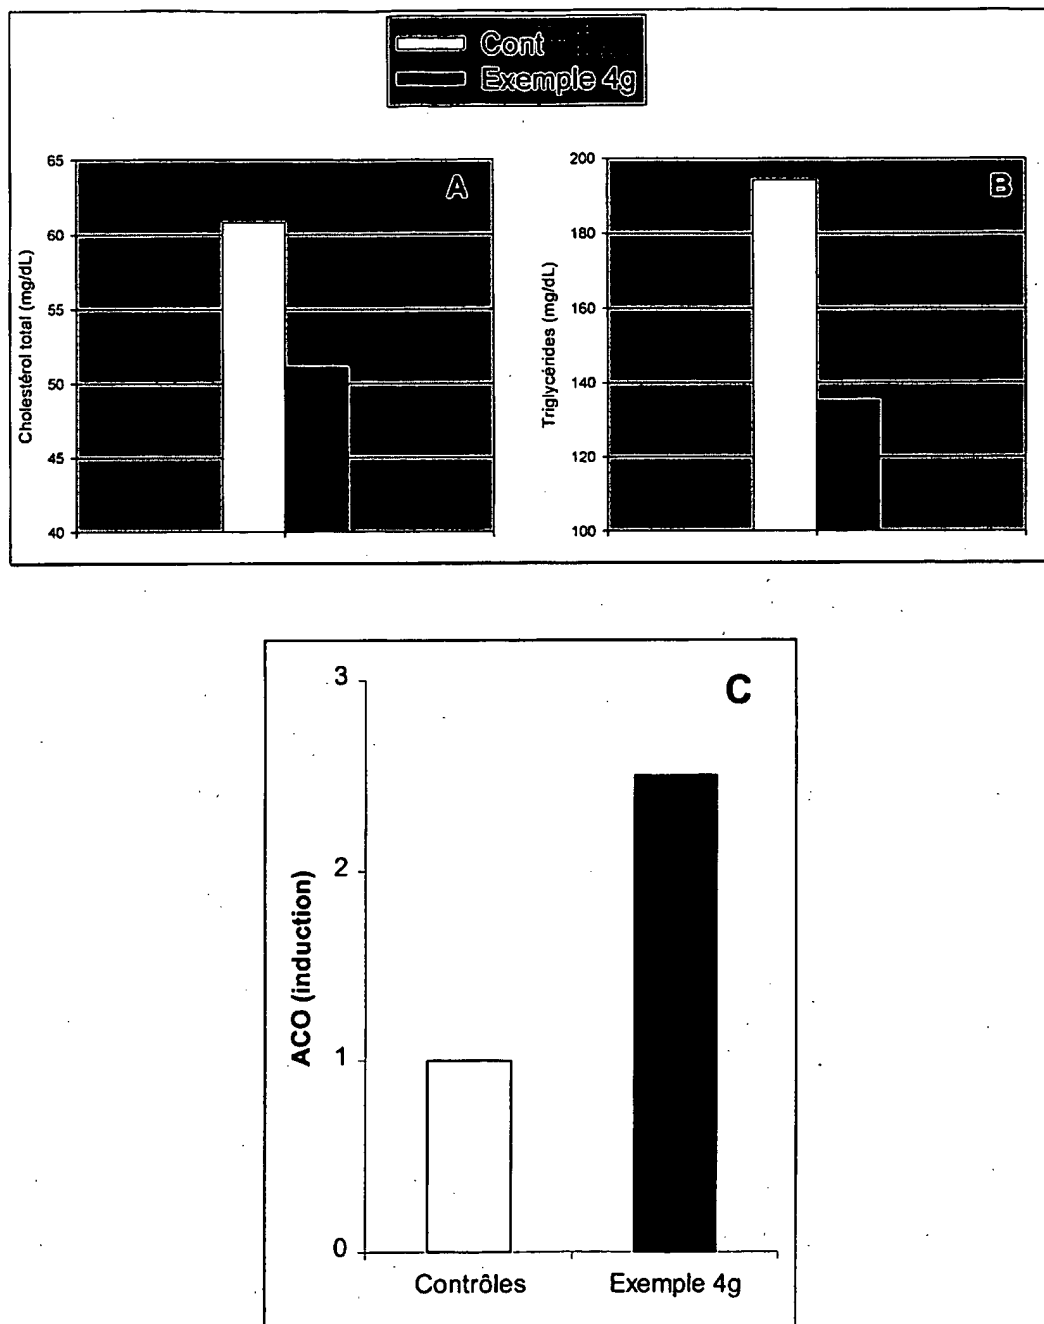 Cont
Exemple 4g
A
65
60
55
50
45
40
Cholestérol total (mg/dL)
B
200
180
160
140
120
100
Triglycérides (mg/dL)
C
3
2
1
0
ACO (induction)
Contrôles
Exemple 4g